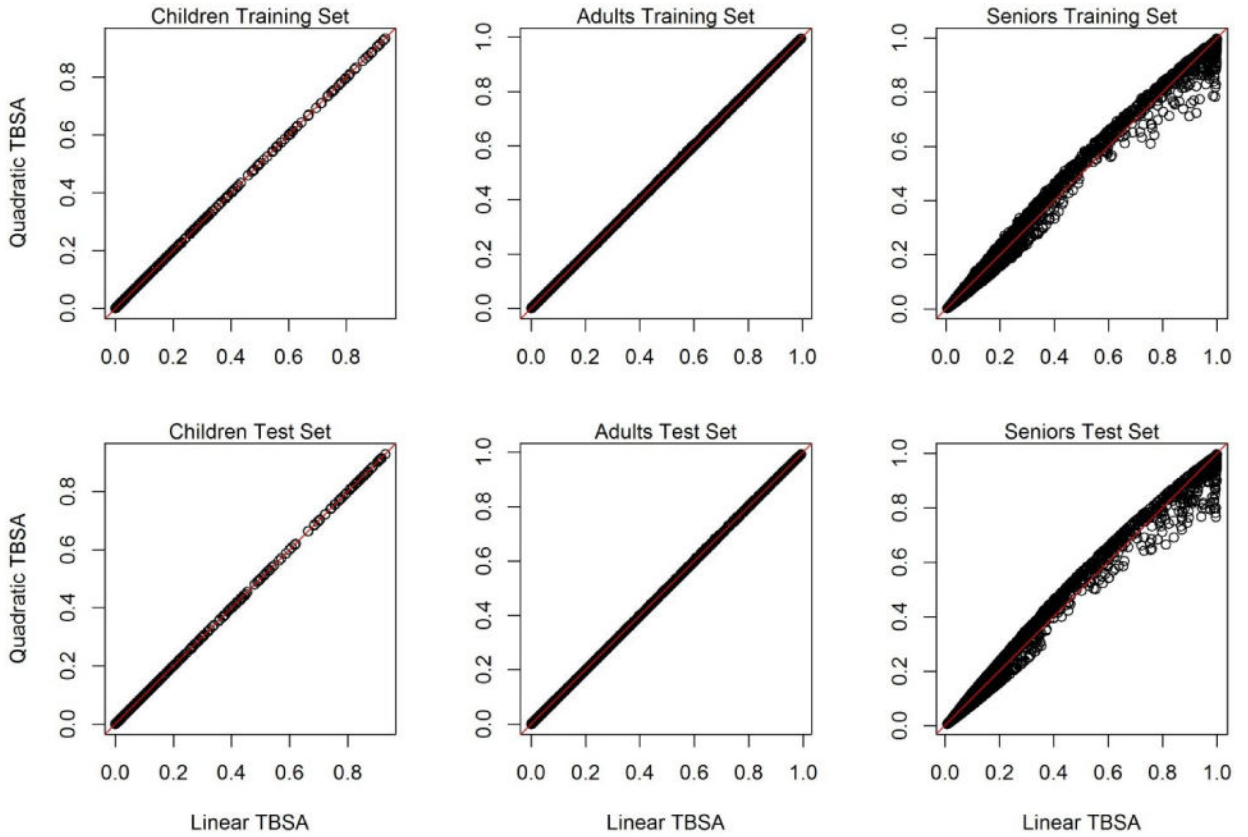 Children Training Set Adults Training Set Seniors Training Set
Quadratic TBSA
0.0 0.2 0.4 0.6 0.8
0.0 0.2 0.4 0.6 0.8 1.0
0.0 0.2 0.4 0.6 0.8 1.0
0.0 0.2 0.4 0.6 0.8 0.0 0.2 0.4 0.6 0.8 1.0 0.0 0.2 0.4 0.6 0.8 1.0
Children Test Set Adults Test Set Seniors Test Set
Quadratic TBSA
0.0 0.2 0.4 0.6 0.8
0.0 0.2 0.4 0.6 0.8 1.0
0.0 0.2 0.4 0.6 0.8 1.0
0.0 0.2 0.4 0.6 0.8 0.0 0.2 0.4 0.6 0.8 1.0 0.0 0.2 0.4 0.6 0.8 1.0
Linear TBSA Linear TBSA Linear TBSA